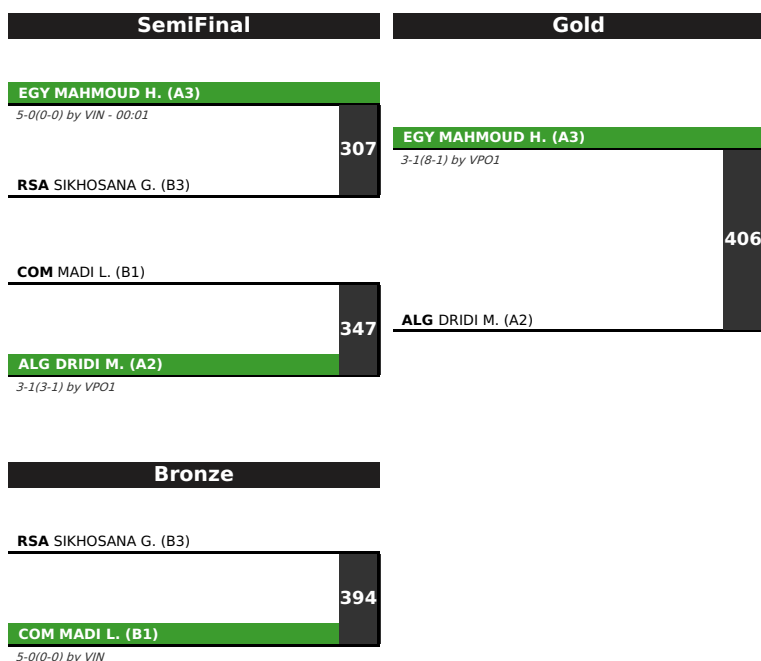 SemiFinal
EGY MAHMOUD H. (A3)
5-0(0-0) by VIN - 00:01
307
RSA SIKHOSANA G. (B3)
COM MADI L. (B1)
347
ALG DRIDI M. (A2)
3-1(3-1) by VPO1
Gold
EGY MAHMOUD H. (A3)
3-1(8-1) by VPO1
406
ALG DRIDI M. (A2)
Bronze
RSA SIKHOSANA G. (B3)
394
COM MADI L. (B1)
5-0(0-0) by VIN